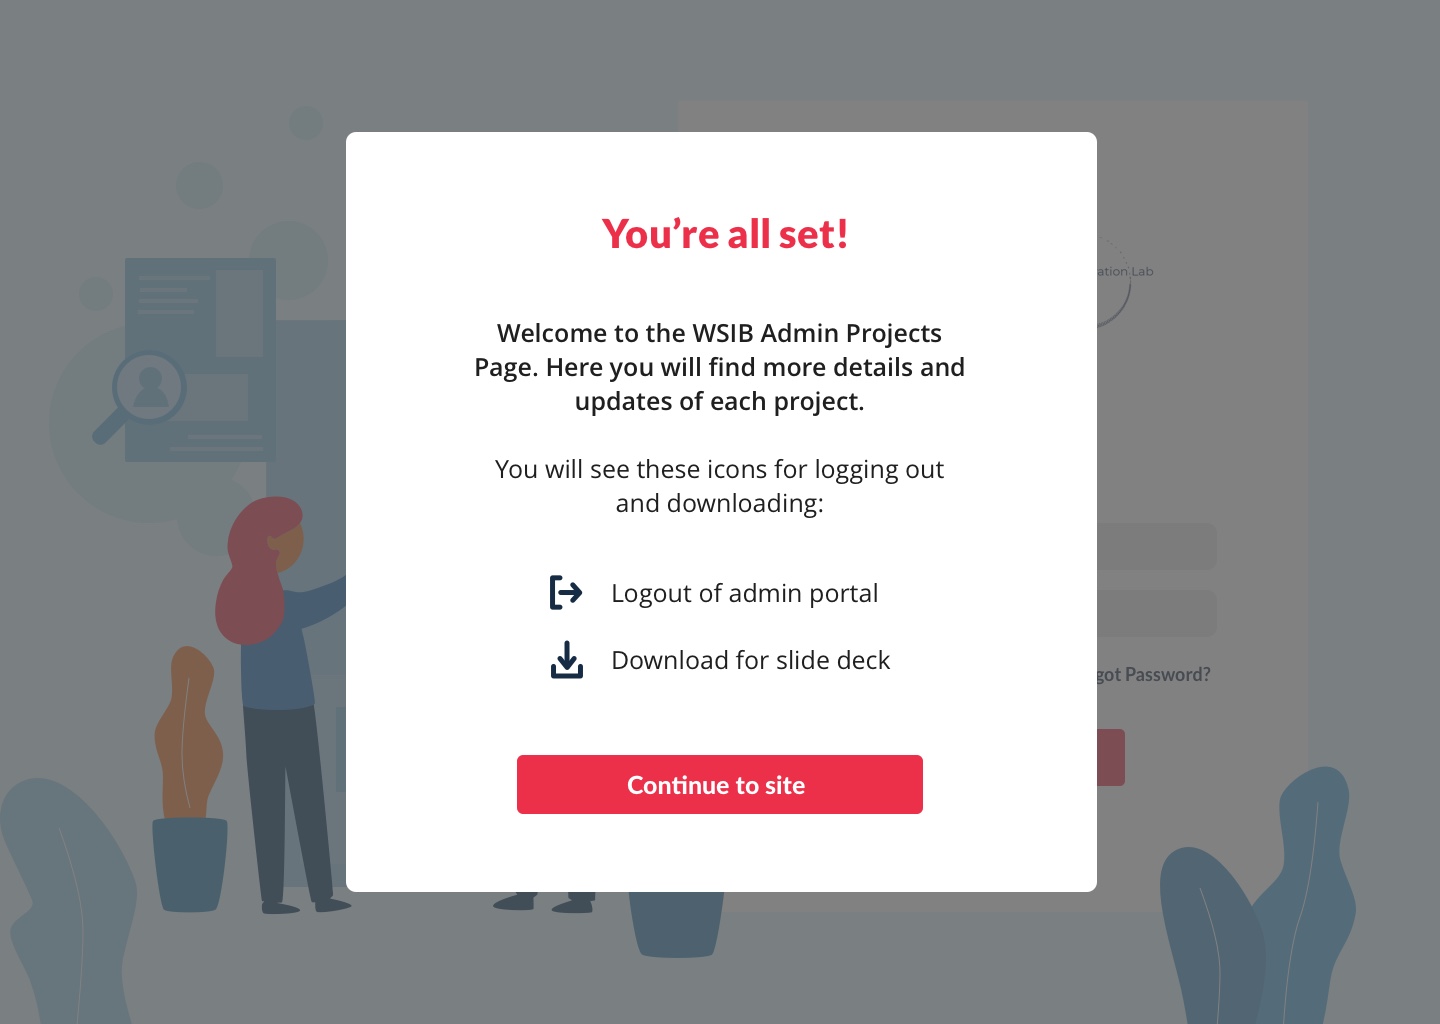 You’re all set!
Welcome to the WSIB Admin Projects
Page. Here you will find more details and
updates of each project.
You will see these icons for logging out
and downloading:
Logout of admin portal
Download for slide deck
Continue to site
Lab
Password?